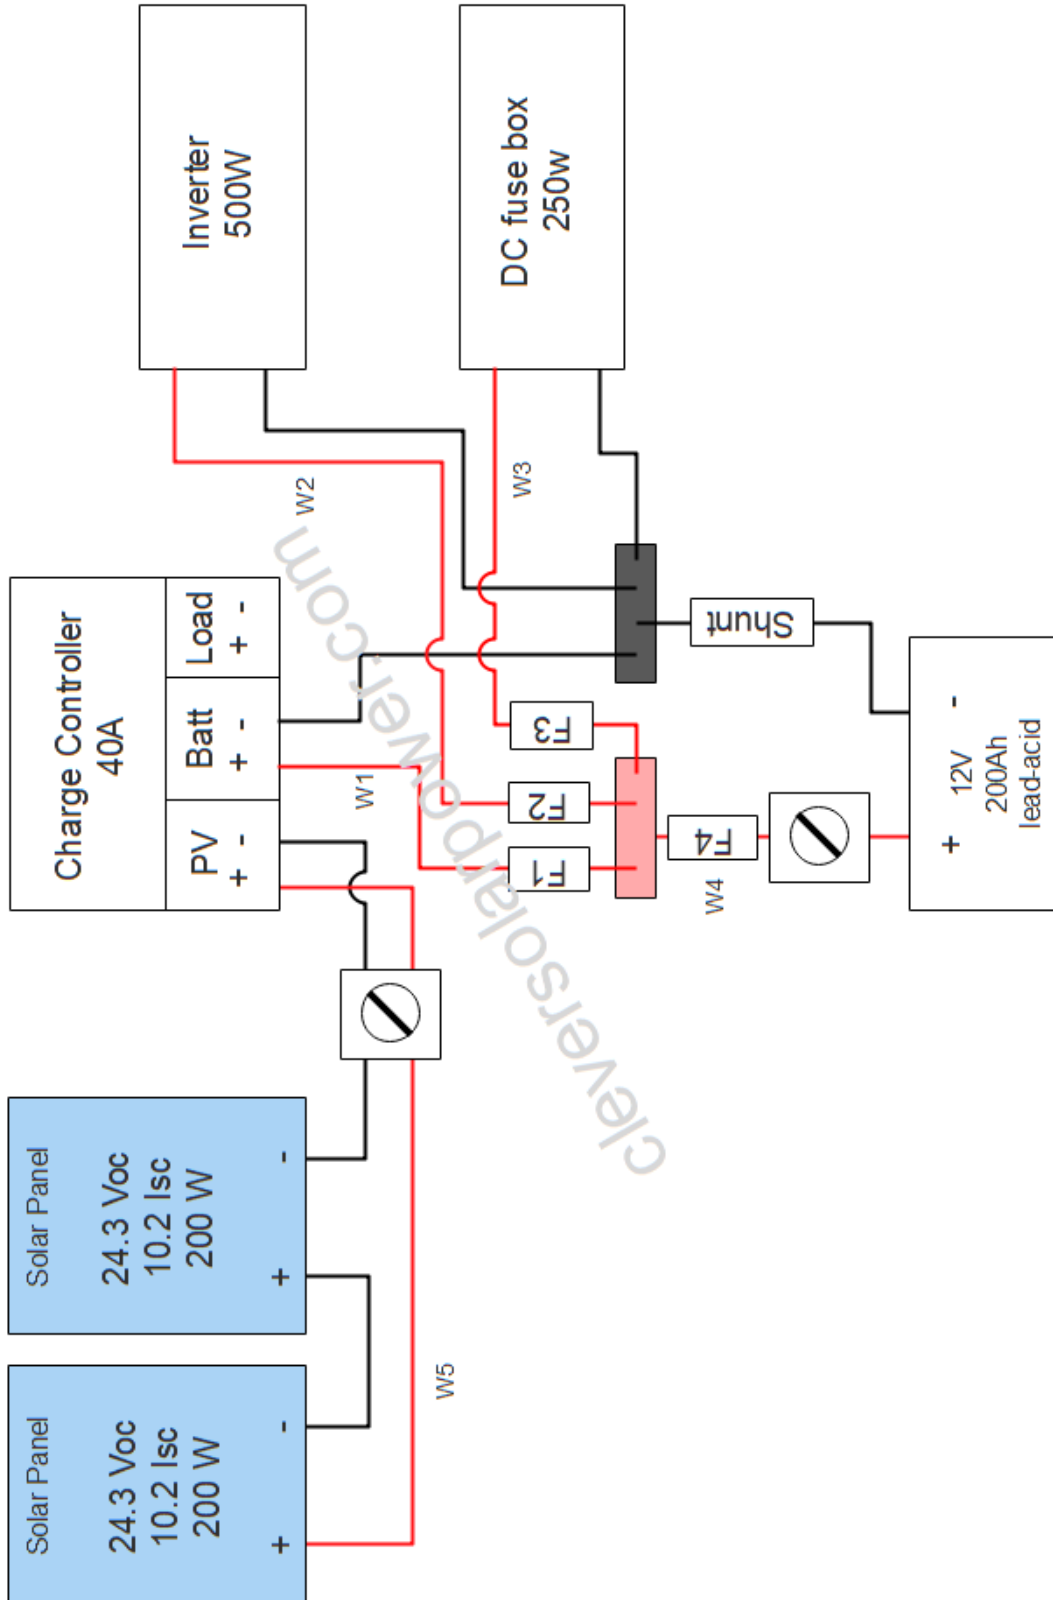 Solar Panel
24.3 Voc
10.2 Isc
200 W
- +
Solar Panel
24.3 Voc
10.2 Isc
200 W
- +
W5
Charge Controller
40A
PV
+ -
Batt
+ -
Load
+ -
W1
Inverter
500W
W2
DC fuse box
250w
W3
F1
F2
F3
F4
W4
Shunt
+ -
12V
200Ah
lead-acid
cleversolarpower.com